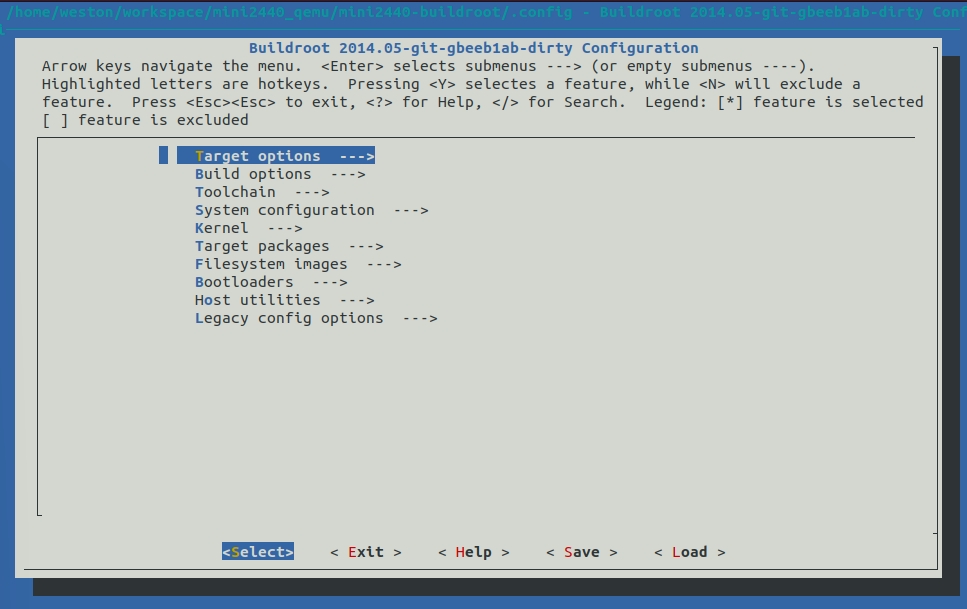 /home/weston/workspace/mini2440_qemu/mini2440-buildroot/.config - Buildroot 2014.05-git-gbeeb1ab-dirty Conf
Buildroot 2014.05-git-gbeeb1ab-dirty Configuration
Arrow keys navigate the menu.  <Enter> selects submenus ---> (or empty submenus ----).
Highlighted letters are hotkeys.  Pressing <Y> selectes a feature, while <N> will exclude a
feature.  Press <Esc><Esc> to exit, <?> for Help, </> for Search.  Legend: [*] feature is selected
[ ] feature is excluded
Target options  --->
Build options  --->
Toolchain  --->
System configuration  --->
Kernel  --->
Target packages  --->
Filesystem images  --->
Bootloaders  --->
Host utilities  --->
Legacy config options  --->
<Select>    < Exit >    < Help >    < Save >    < Load >